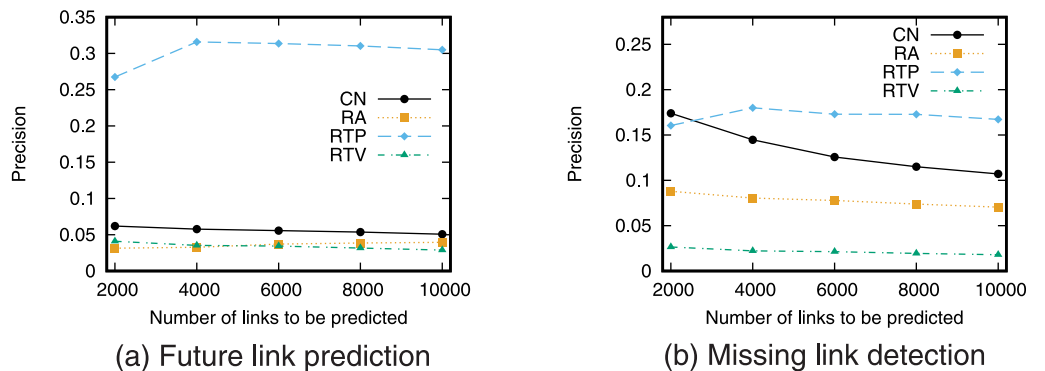 0.35
0.3
0.25
0.2
0.15
0.1
0.05
0
Precision
CN
RA
RTP
RTV
2000 4000 6000 8000 10000
Number of links to be predicted
(a) Future link prediction
0.25
0.2
0.15
0.1
0.05
0
Precision
CN
RA
RTP
RTV
2000 4000 6000 8000 10000
Number of links to be predicted
(b) Missing link detection